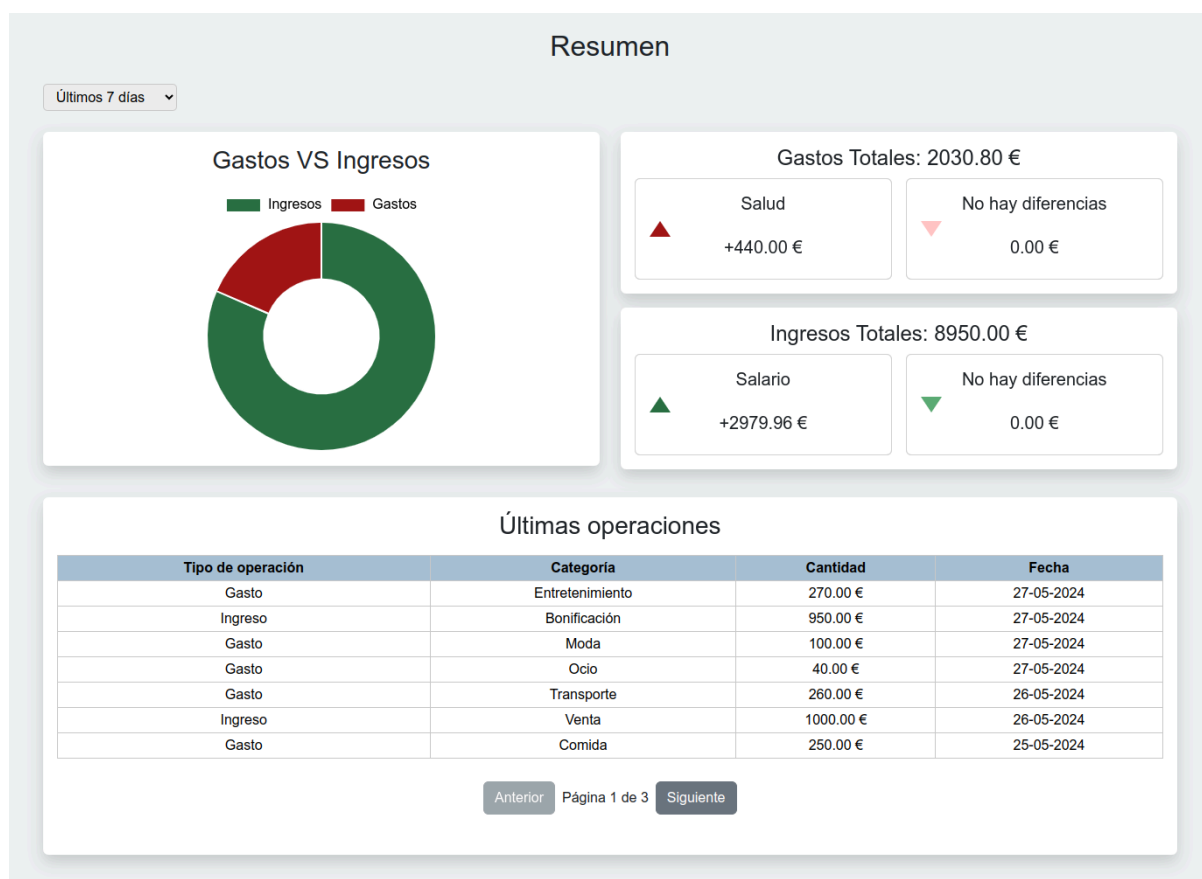 Resumen
Últimos 7 días
Gastos VS Ingresos
Ingresos Gastos
Gastos Totales: 2030.80 €
Salud
+440.00 €
No hay diferencias
0.00 €
Ingresos Totales: 8950.00 €
Salario
+2979.96 €
No hay diferencias
0.00 €
Últimas operaciones
Tipo de operación Categoría Cantidad Fecha
Gasto Entretenimiento 270.00 € 27-05-2024
Ingreso Bonificación 950.00 € 27-05-2024
Gasto Moda 100.00 € 27-05-2024
Gasto Ocio 40.00 € 27-05-2024
Gasto Transporte 260.00 € 26-05-2024
Ingreso Venta 1000.00 € 26-05-2024
Gasto Comida 250.00 € 25-05-2024
Anterior Página 1 de 3 Siguiente